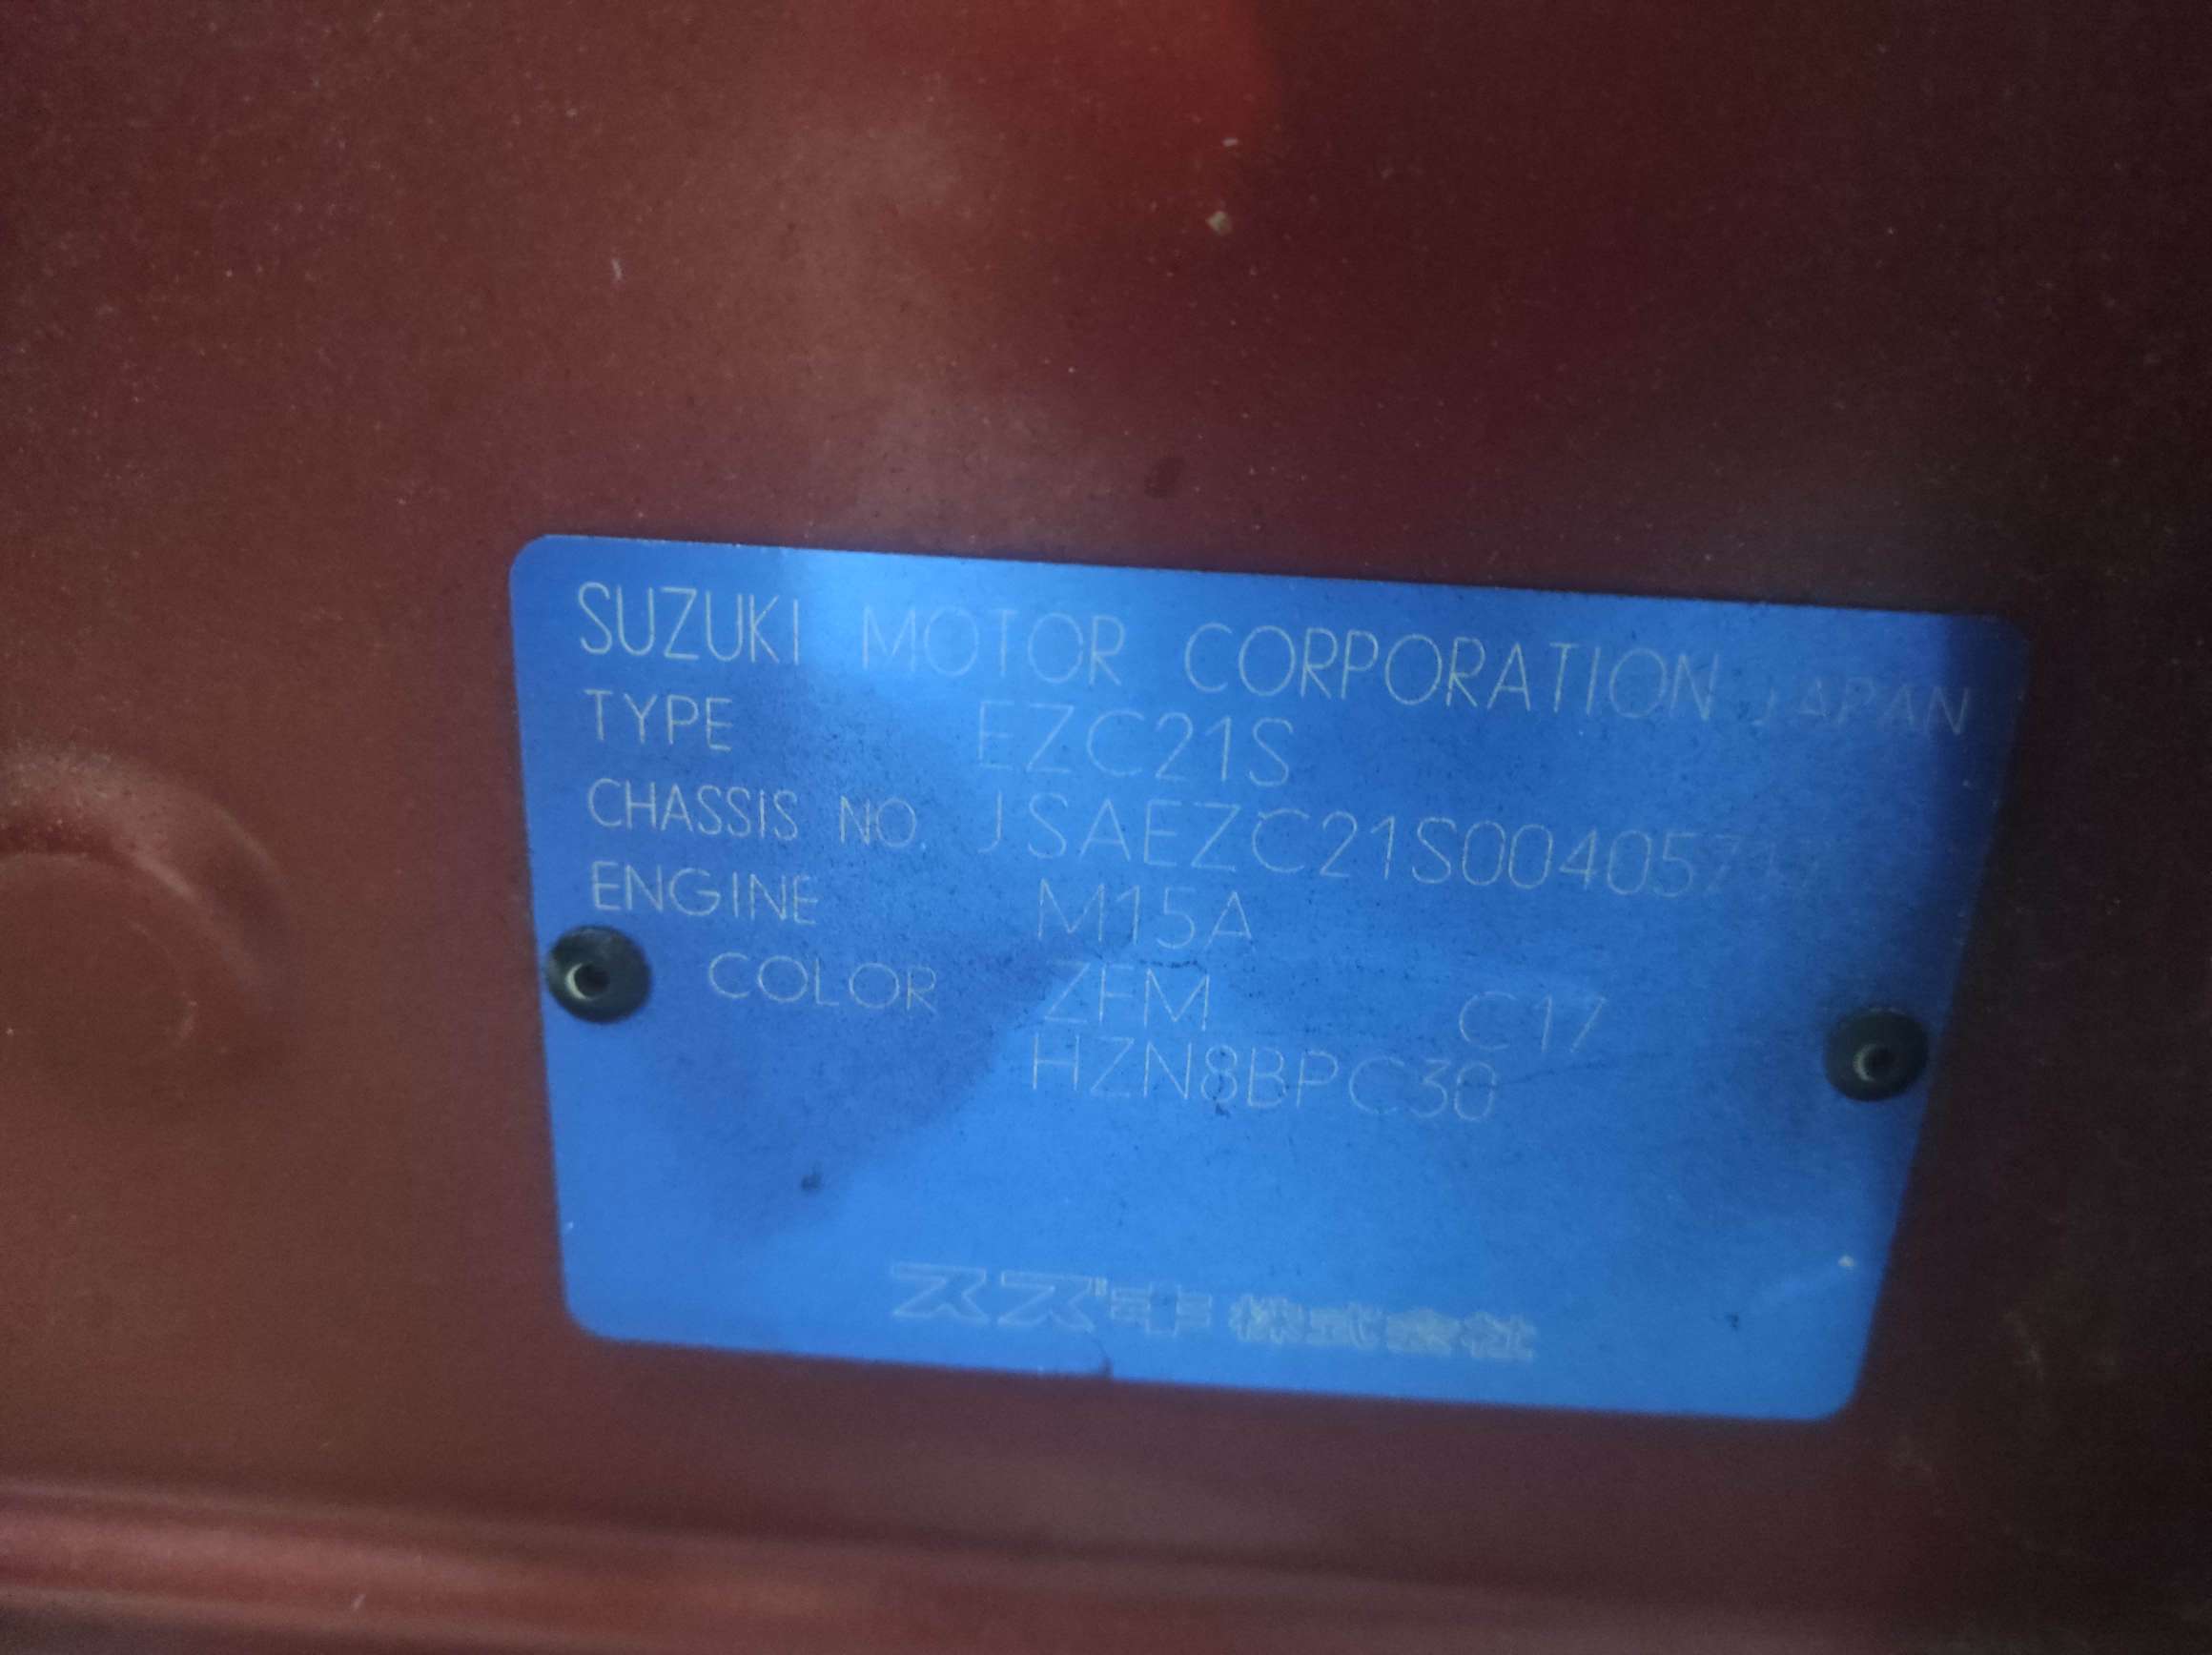 SUZUKI MOTOR CORPORATION JAPAN
TYPE EZC21S
CHASSIS NO.
ENGINE M15A
COLOR ZFM C17
HZN8BPC30
スズキ株式会社